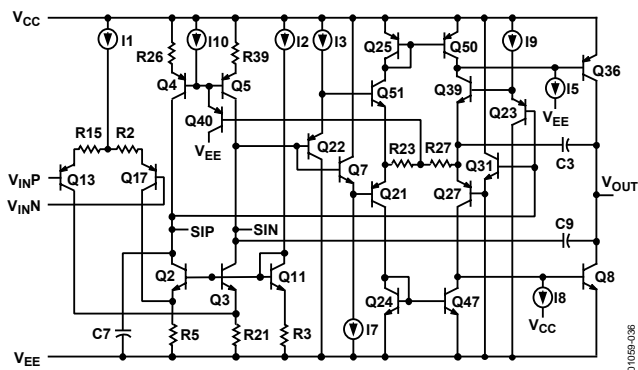 VCC
I1
R26
I10
R39
I2
I3
Q25
Q50
I9
Q36
Q4
Q5
Q51
Q39
I5
Q40
Q23
VEE
VEE
R15
R2
Q22
R23
R27
Q31
C3
Q7
VINP
Q13
Q17
Q21
Q27
VOUT
VINN
SIP
SIN
C9
Q2
Q11
Q3
Q24
Q47
I8
Q8
C7
R5
R21
R3
I7
VCC
VEE
01059-036